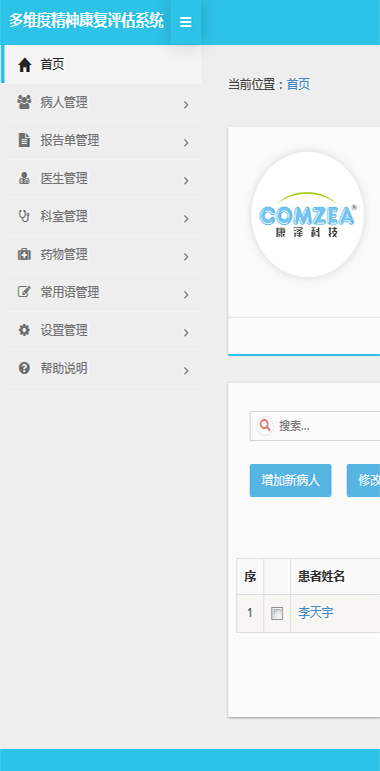 多维度精神康复评估系统
首页
病人管理
报告单管理
医生管理
科室管理
药物管理
常用语管理
设置管理
帮助说明
当前位置：首页
COMZEA®
康泽科技
搜索...
增加新病人 修改
序 患者姓名
1 李天宇